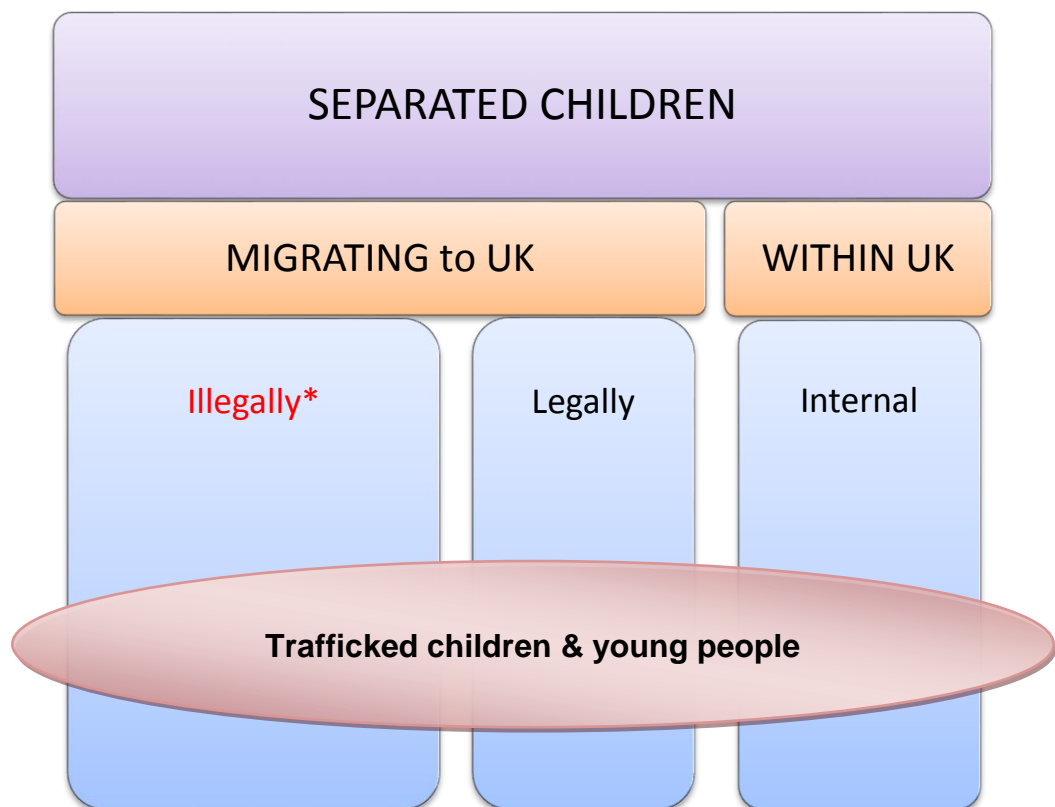 SEPARATED CHILDREN
MIGRATING to UK
WITHIN UK
Illegally*
Legally
Internal
Trafficked children & young people